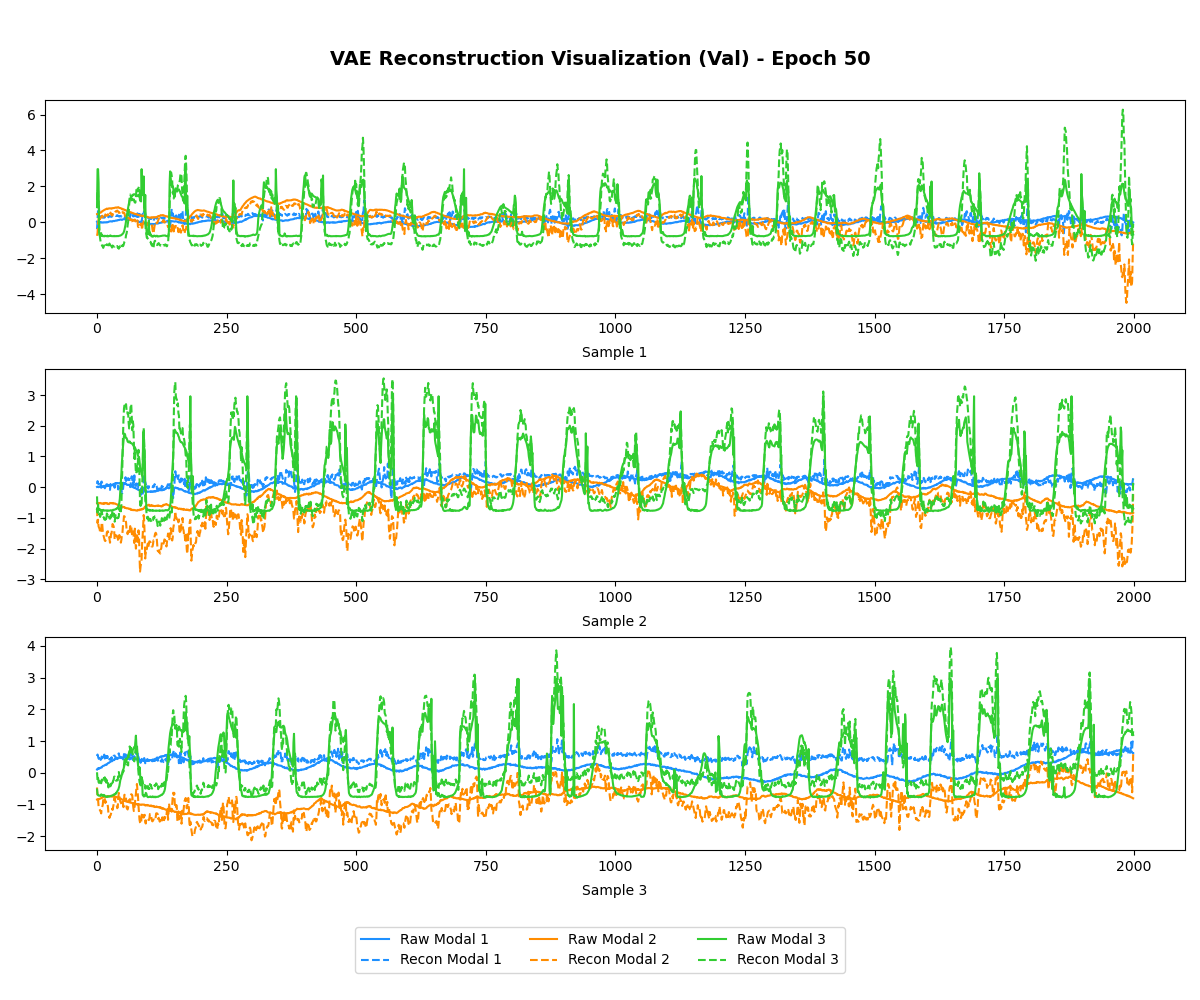 VAE Reconstruction Visualization (Val) - Epoch 50
6
4
2
0
−2
−4
0 250 500 750 1000 1250 1500 1750 2000
Sample 1
3
2
1
0
−1
−2
−3
0 250 500 750 1000 1250 1500 1750 2000
Sample 2
4
3
2
1
0
−1
−2
0 250 500 750 1000 1250 1500 1750 2000
Sample 3
Raw Modal 1 Raw Modal 2 Raw Modal 3
Recon Modal 1 Recon Modal 2 Recon Modal 3